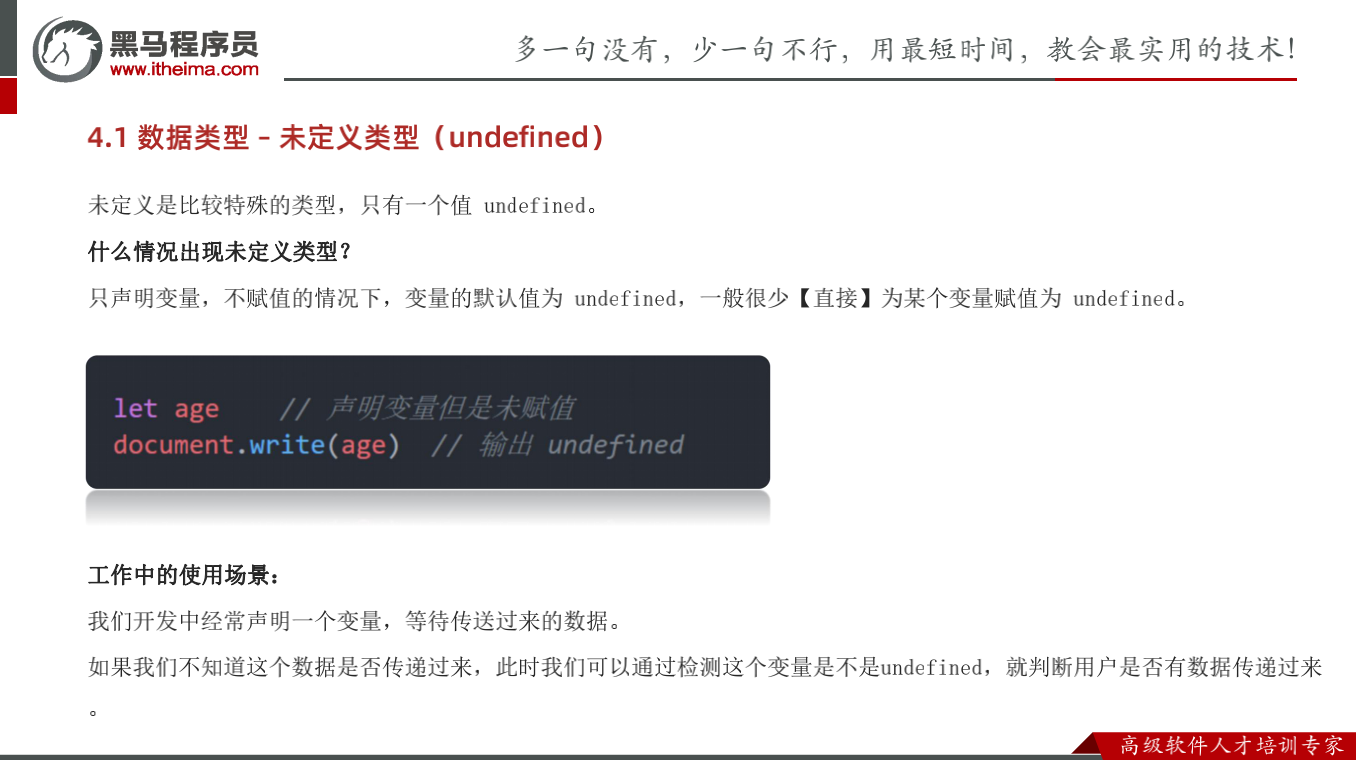 黑马程序员
www.itheima.com
多一句没有，少一句不行，用最短时间，教会最实用的技术！
4.1 数据类型 – 未定义类型（undefined）
未定义是比较特殊的类型，只有一个值 undefined。
什么情况出现未定义类型？
只声明变量，不赋值的情况下，变量的默认值为 undefined，一般很少【直接】为某个变量赋值为 undefined。
let age    // 声明变量但是未赋值
document.write(age)  // 输出 undefined
工作中的使用场景：
我们开发中经常声明一个变量，等待传送过来的数据。
如果我们不知道这个数据是否传递过来，此时我们可以通过检测这个变量是不是undefined，就判断用户是否有数据传递过来
。
高级软件人才培训专家